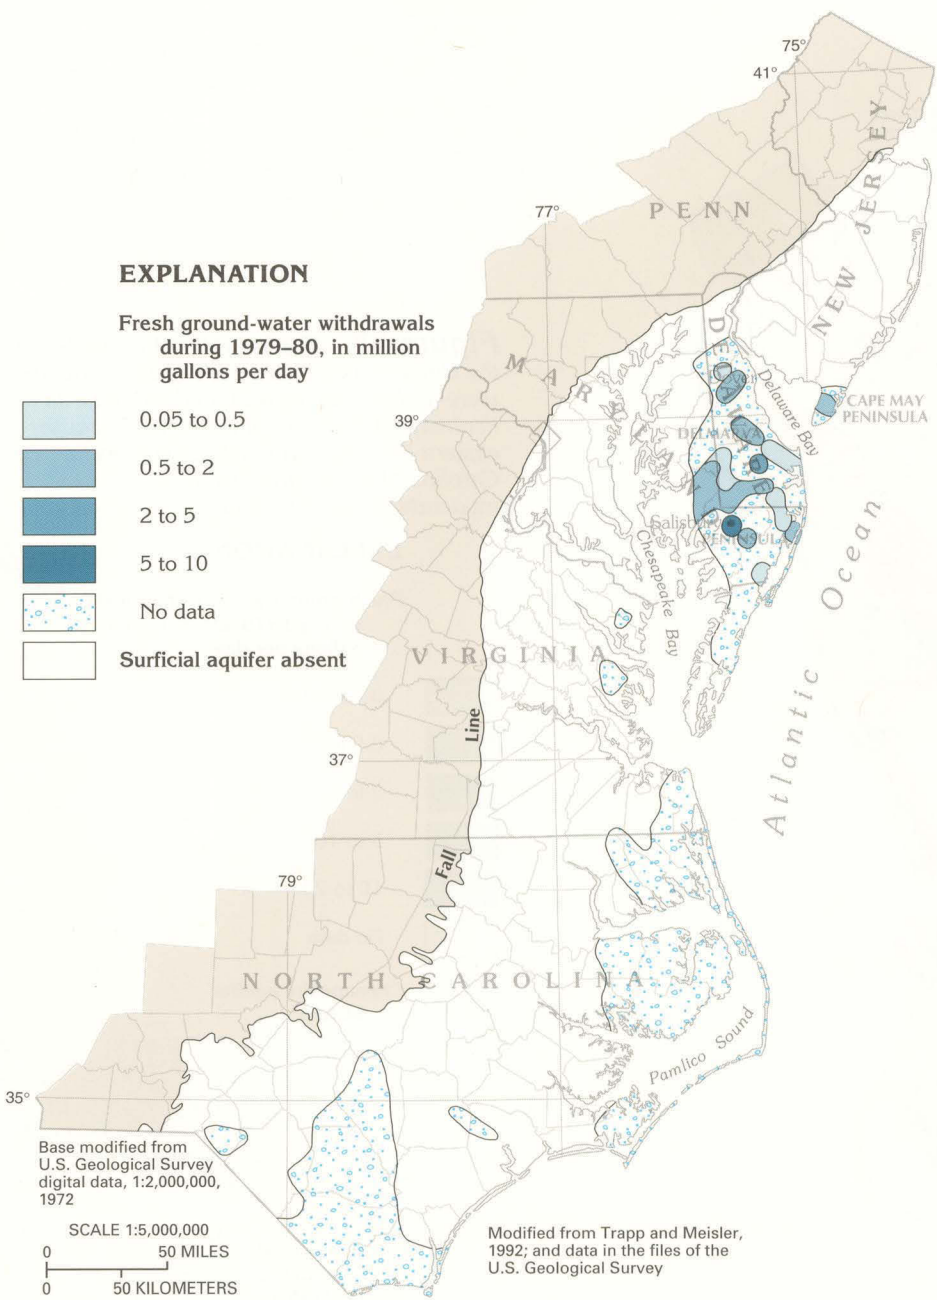 75°
41°
77°
PENN
NEW JERSEY
EXPLANATION
Fresh ground-water withdrawals
during 1979–80, in million
gallons per day
0.05 to 0.5
0.5 to 2
2 to 5
5 to 10
No data
Surficial aquifer absent
MARYLAND
DELAWARE
Dover
Delaware Bay
CAPE MAY
PENINSULA
39°
DELMARVA
PENINSULA
Salisbury
Chesapeake Bay
Atlantic Ocean
VIRGINIA
Fall Line
37°
79°
NORTH CAROLINA
Pamlico Sound
35°
Base modified from
U.S. Geological Survey
digital data, 1:2,000,000,
1972
SCALE 1:5,000,000
0 50 MILES
0 50 KILOMETERS
Modified from Trapp and Meisler,
1992; and data in the files of the
U.S. Geological Survey